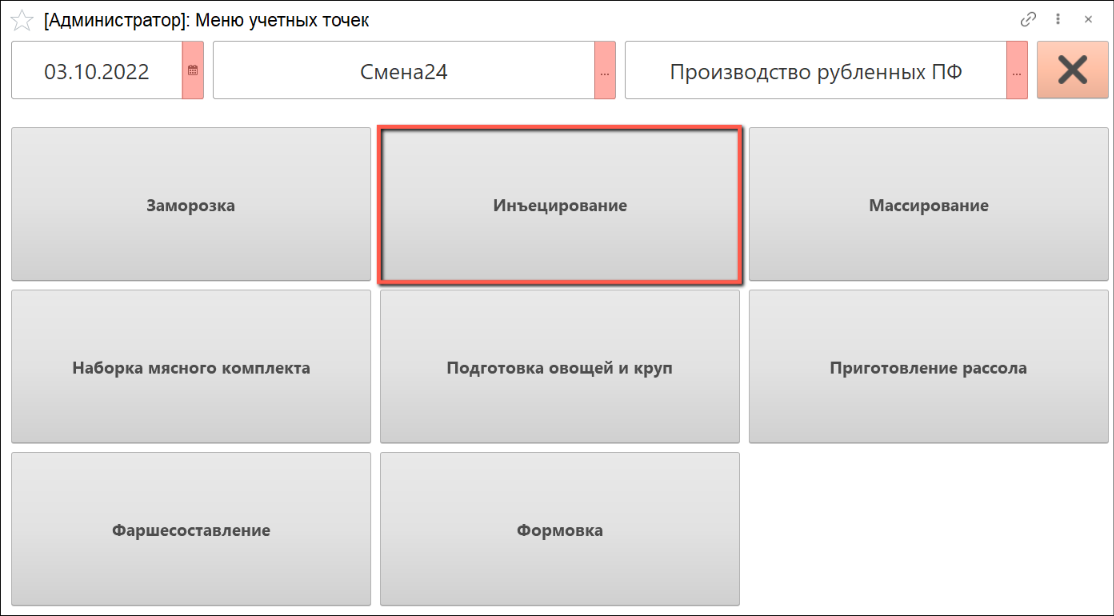 [Администратор]: Меню учетных точек
03.10.2022
Смена24
...
Производство рубленных ПФ
...
Заморозка
Инъецирование
Массирование
Наборка мясного комплекта
Подготовка овощей и круп
Приготовление рассола
Фаршесоставление
Формовка